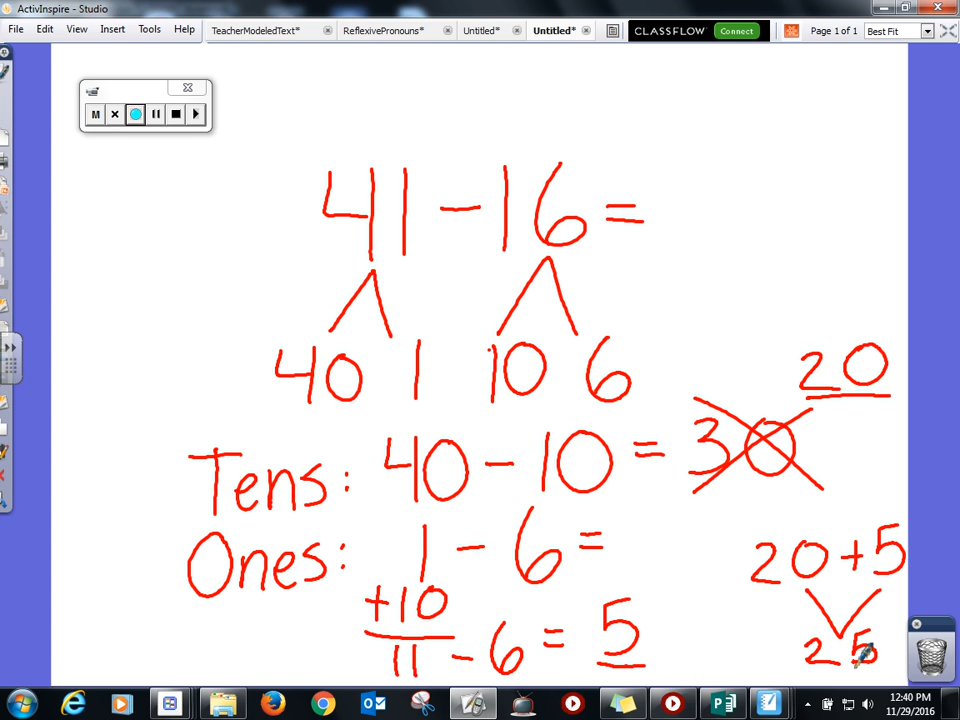 ActivInspire - Studio
File Edit View Insert Tools Help TeacherModeledText* ReflexivePronouns* Untitled* Untitled* CLASSFLOW Connect Page 1 of 1 Best Fit
M
41 - 16 =
40 1 10 6
20
Tens: 40 - 10 = 30
Ones: 1 - 6 =
20 + 5
+10
11 - 6 = 5
25
12:40 PM
11/29/2016